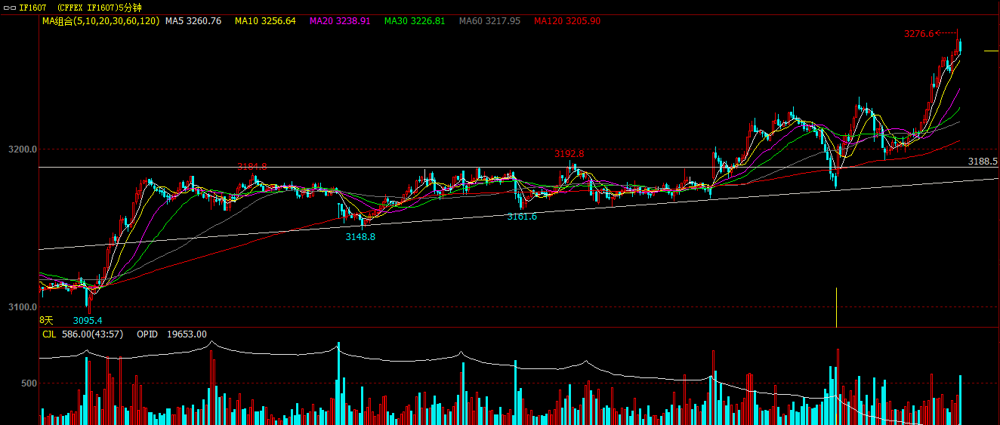 IF1607 (CFFEX IF1607)5分钟
MA组合(5,10,20,30,60,120) MA5 3260.76 MA10 3256.64 MA20 3238.91 MA30 3226.81 MA60 3217.95 MA120 3205.90
3276.6
3200.0
3192.8
3188.5
3184.8
3161.6
3148.8
3100.0
8天
3095.4
CJL 586.00(43:57) OPID 19653.00
500